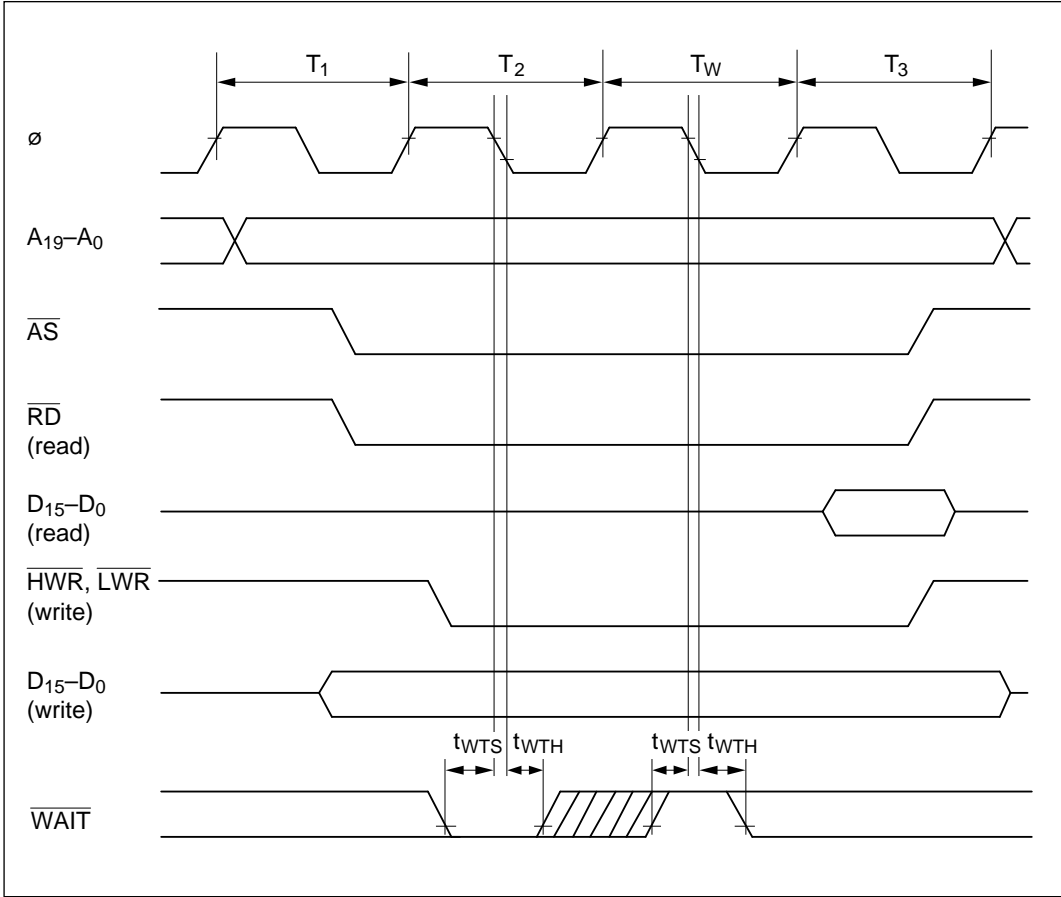 T1 T2 TW T3
ø
A19–A0
AS
RD
(read)
D15–D0
(read)
HWR, LWR
(write)
D15–D0
(write)
tWTS tWTH tWTS tWTH
WAIT